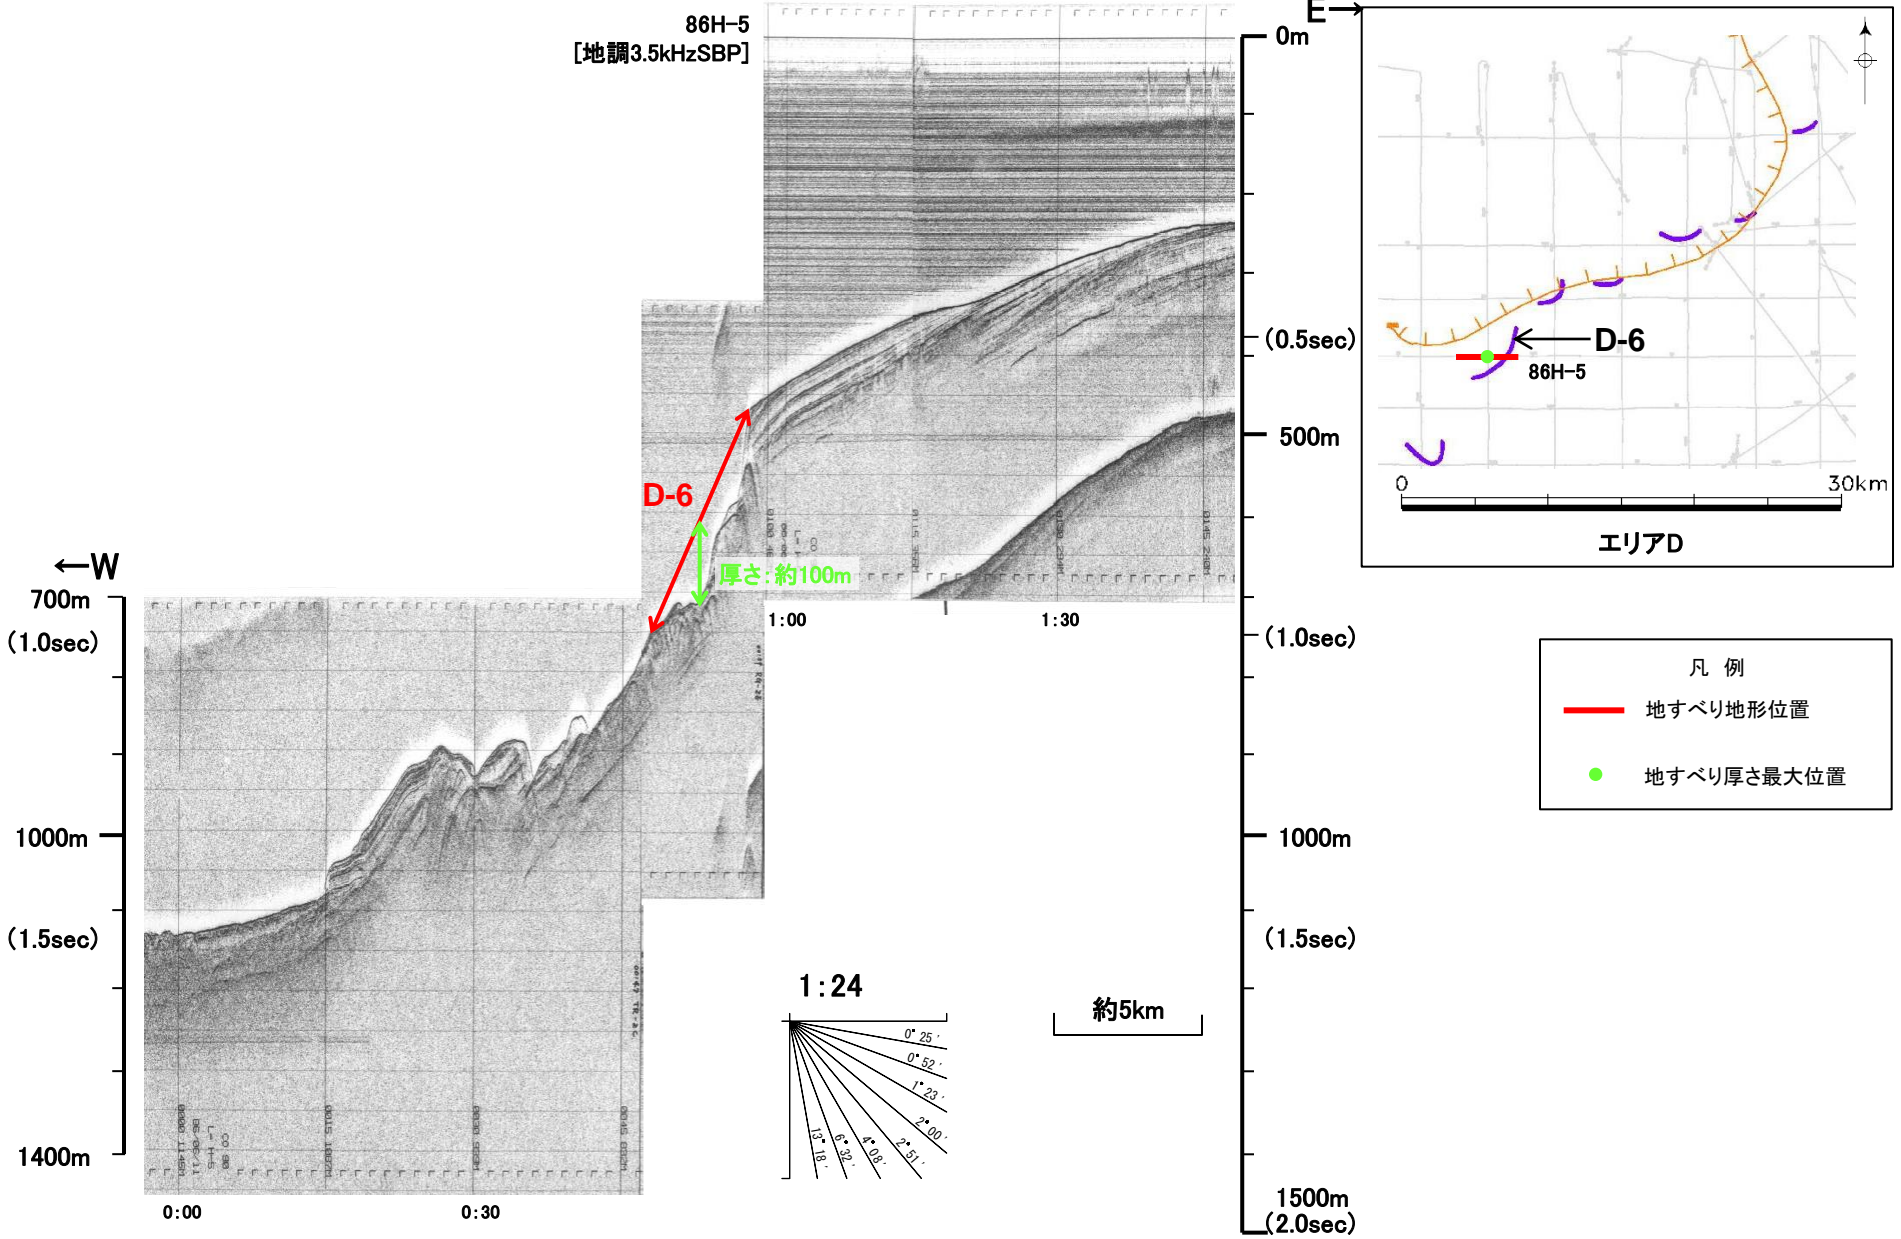 86H-5
[地調3.5kHzSBP]
E→
0m
(0.5sec)
500m
(1.0sec)
1000m
(1.5sec)
1500m
(2.0sec)
←W
700m
(1.0sec)
1000m
(1.5sec)
1400m
D-6
厚さ:約100m
1:00
1:30
0:00
0:30
1:24
0°25′
0°52′
1°23′
2°00′
2°51′
4°08′
6°32′
13°18′
約5km
D-6
86H-5
0
30km
エリアD
凡 例
地すべり地形位置
地すべり厚さ最大位置